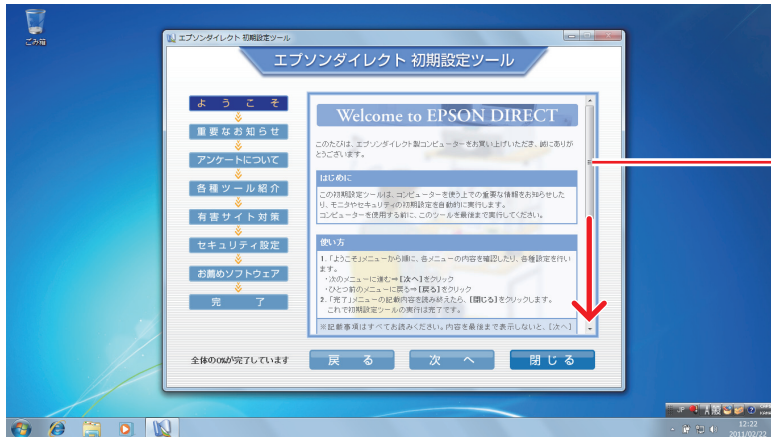 ごみ箱
エプソンダイレクト 初期設定ツール
エプソンダイレクト 初期設定ツール
ようこそ
重要なお知らせ
アンケートについて
各種ツール紹介
有害サイト対策
セキュリティ設定
お薦めソフトウェア
完 了
Welcome to EPSON DIRECT
このたびは、エプソンダイレクト製コンピューターをお買い上げいただき、誠にありが
とうございます。
はじめに
この初期設定ツールは、コンピューターを使う上での重要な情報をお知らせした
り、モニタやセキュリティの初期設定を自動的に実行します。
コンピューターを使用する前に、このツールを最後まで実行してください。
使い方
1. 「ようこそ」メニューから順に、各メニューの内容を確認したり、各種設定を行い
ます。
・次のメニューに進む⇒【次へ】をクリック
・ひとつ前のメニューに戻る⇒【戻る】をクリック
2. 「完了」メニューの記載内容を読み終えたら、【閉じる】をクリックします。
これで初期設定ツールの実行は完了です。
※記載事項はすべてお読みください。内容を最後まで表示しないと、[次へ]
全体の0%が完了しています
戻 る
次 へ
閉じる
JP
12:22
2011/02/22